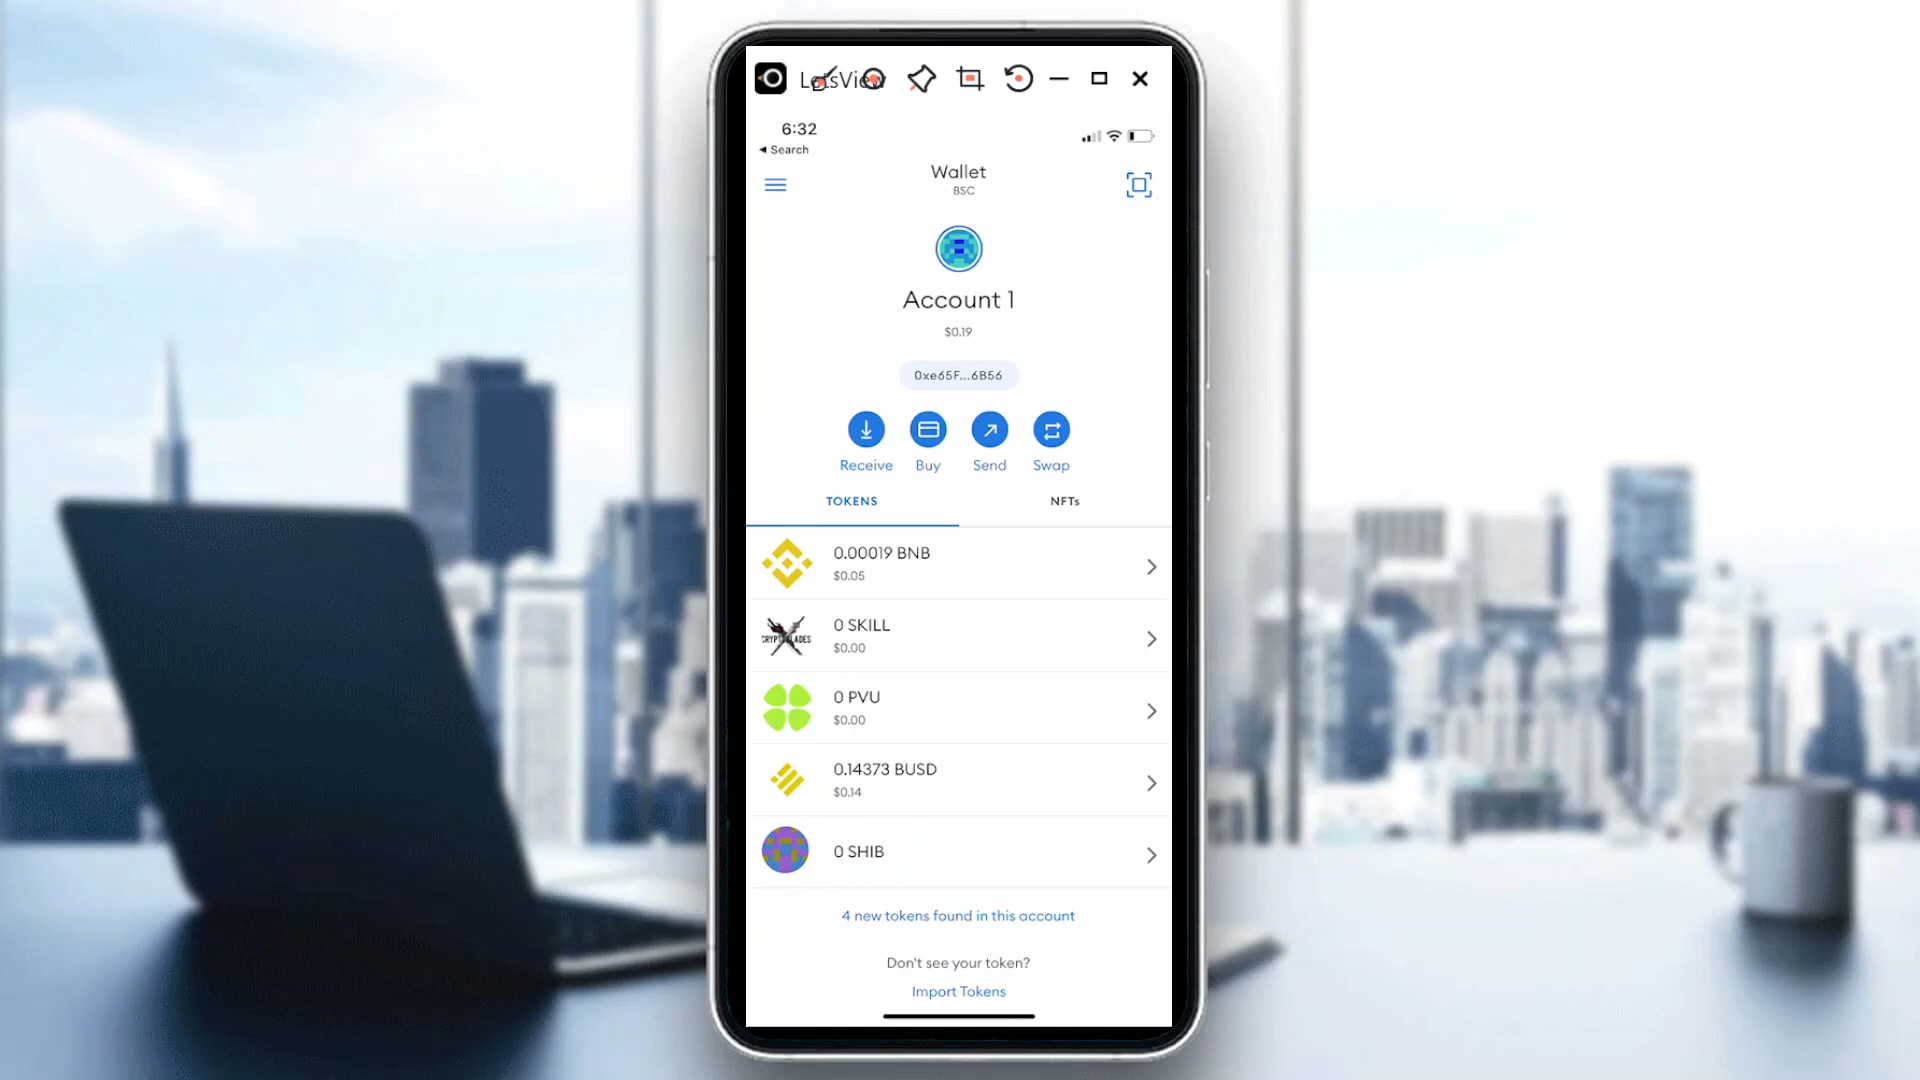 LetsView
6:32
◄ Search
Wallet
BSC
Account 1
$0.19
0xe65F...6B56
Receive Buy Send Swap
TOKENS NFTs
0.00019 BNB
$0.05
CRYPTOBLADES
0 SKILL
$0.00
0 PVU
$0.00
0.14373 BUSD
$0.14
0 SHIB
4 new tokens found in this account
Don't see your token?
Import Tokens